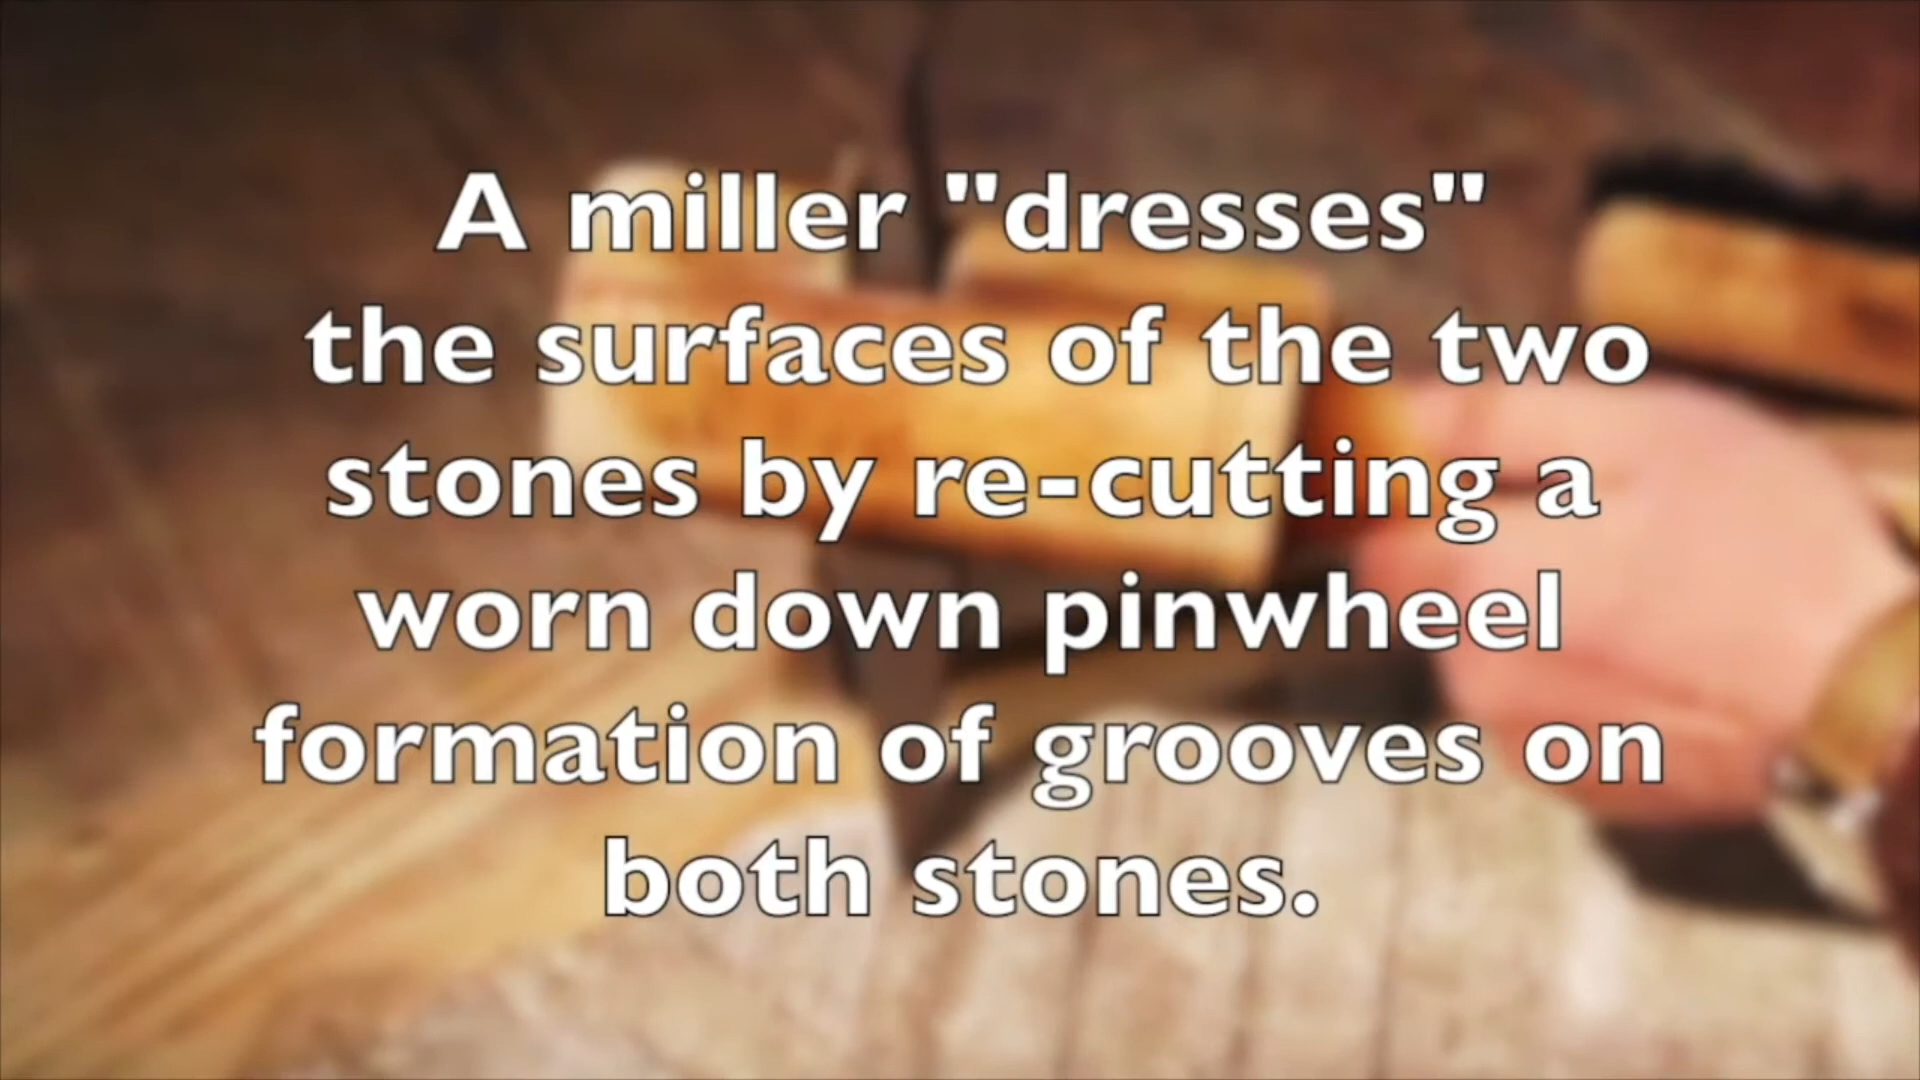 A miller "dresses"
the surfaces of the two
stones by re-cutting a
worn down pinwheel
formation of grooves on
both stones.